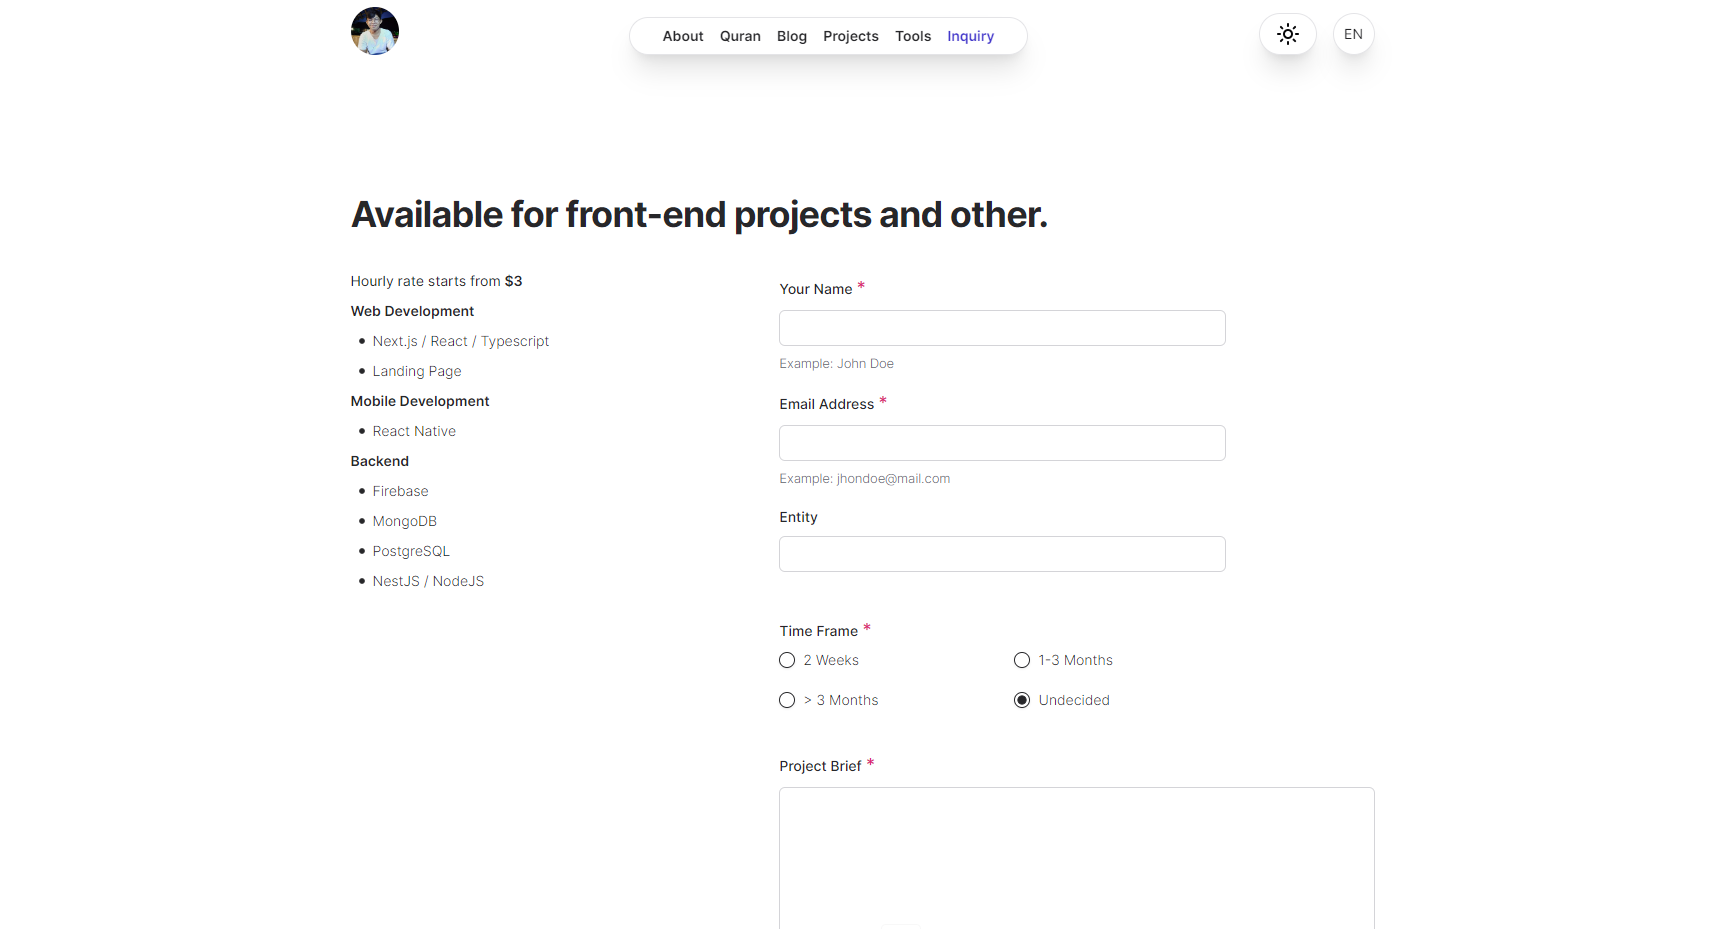 About Quran Blog Projects Tools Inquiry
EN
Available for front-end projects and other.
Hourly rate starts from $3
Web Development
• Next.js / React / Typescript
• Landing Page
Mobile Development
• React Native
Backend
• Firebase
• MongoDB
• PostgreSQL
• NestJS / NodeJS
Your Name *
Example: John Doe
Email Address *
Example: jhondoe@mail.com
Entity
Time Frame *
2 Weeks
1-3 Months
> 3 Months
Undecided
Project Brief *